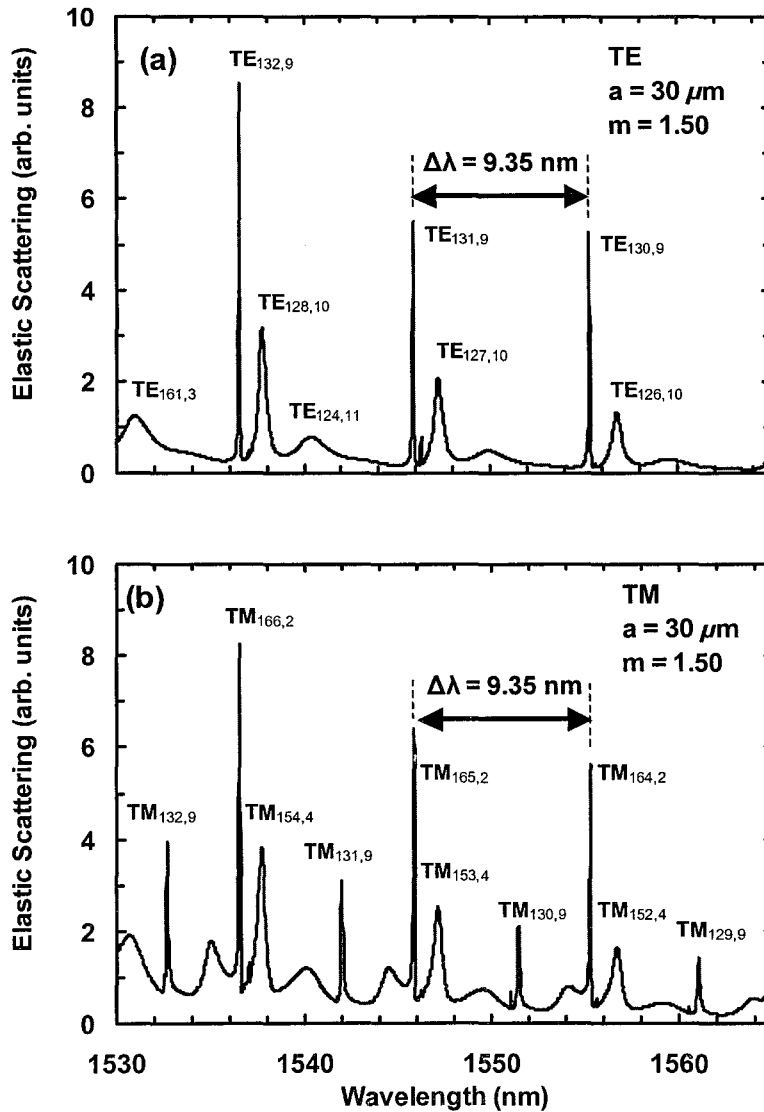 Elastic Scattering (arb. units)
10
8
6
4
2
0
(a)
TE
a = 30 µm
m = 1.50
TE132,9
Δλ = 9.35 nm
TE131,9
TE130,9
TE128,10
TE127,10
TE161,3
TE124,11
TE126,10
Elastic Scattering (arb. units)
10
8
6
4
2
0
(b)
TM
a = 30 µm
m = 1.50
TM166,2
Δλ = 9.35 nm
TM165,2
TM164,2
TM132,9
TM154,4
TM131,9
TM153,4
TM130,9
TM152,4
TM129,9
1530
1540
1550
1560
Wavelength (nm)